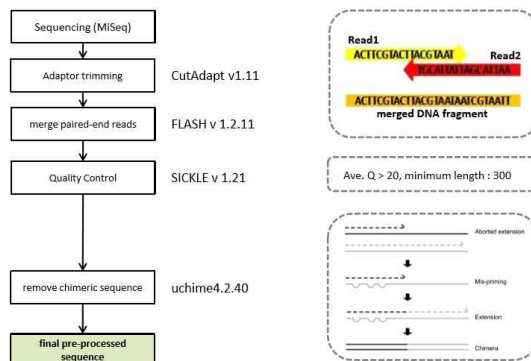 Sequencing (MiSeq)
Adaptor trimming
CutAdapt v1.11
merge paired-end reads
FLASH v 1.2.11
Quality Control
SICKLE v 1.21
remove chimeric sequence
uchime4.2.40
final pre-processed
sequence
Read1
ACTTCGTACTTACGTAAT
Read2
TGCATTATTAGCATTAA
ACTTCGTACTTACGTAATAATCGTAATT
merged DNA fragment
Ave. Q > 20, minimum length : 300
Aborted extension
Mis-priming
Extension
Chimera